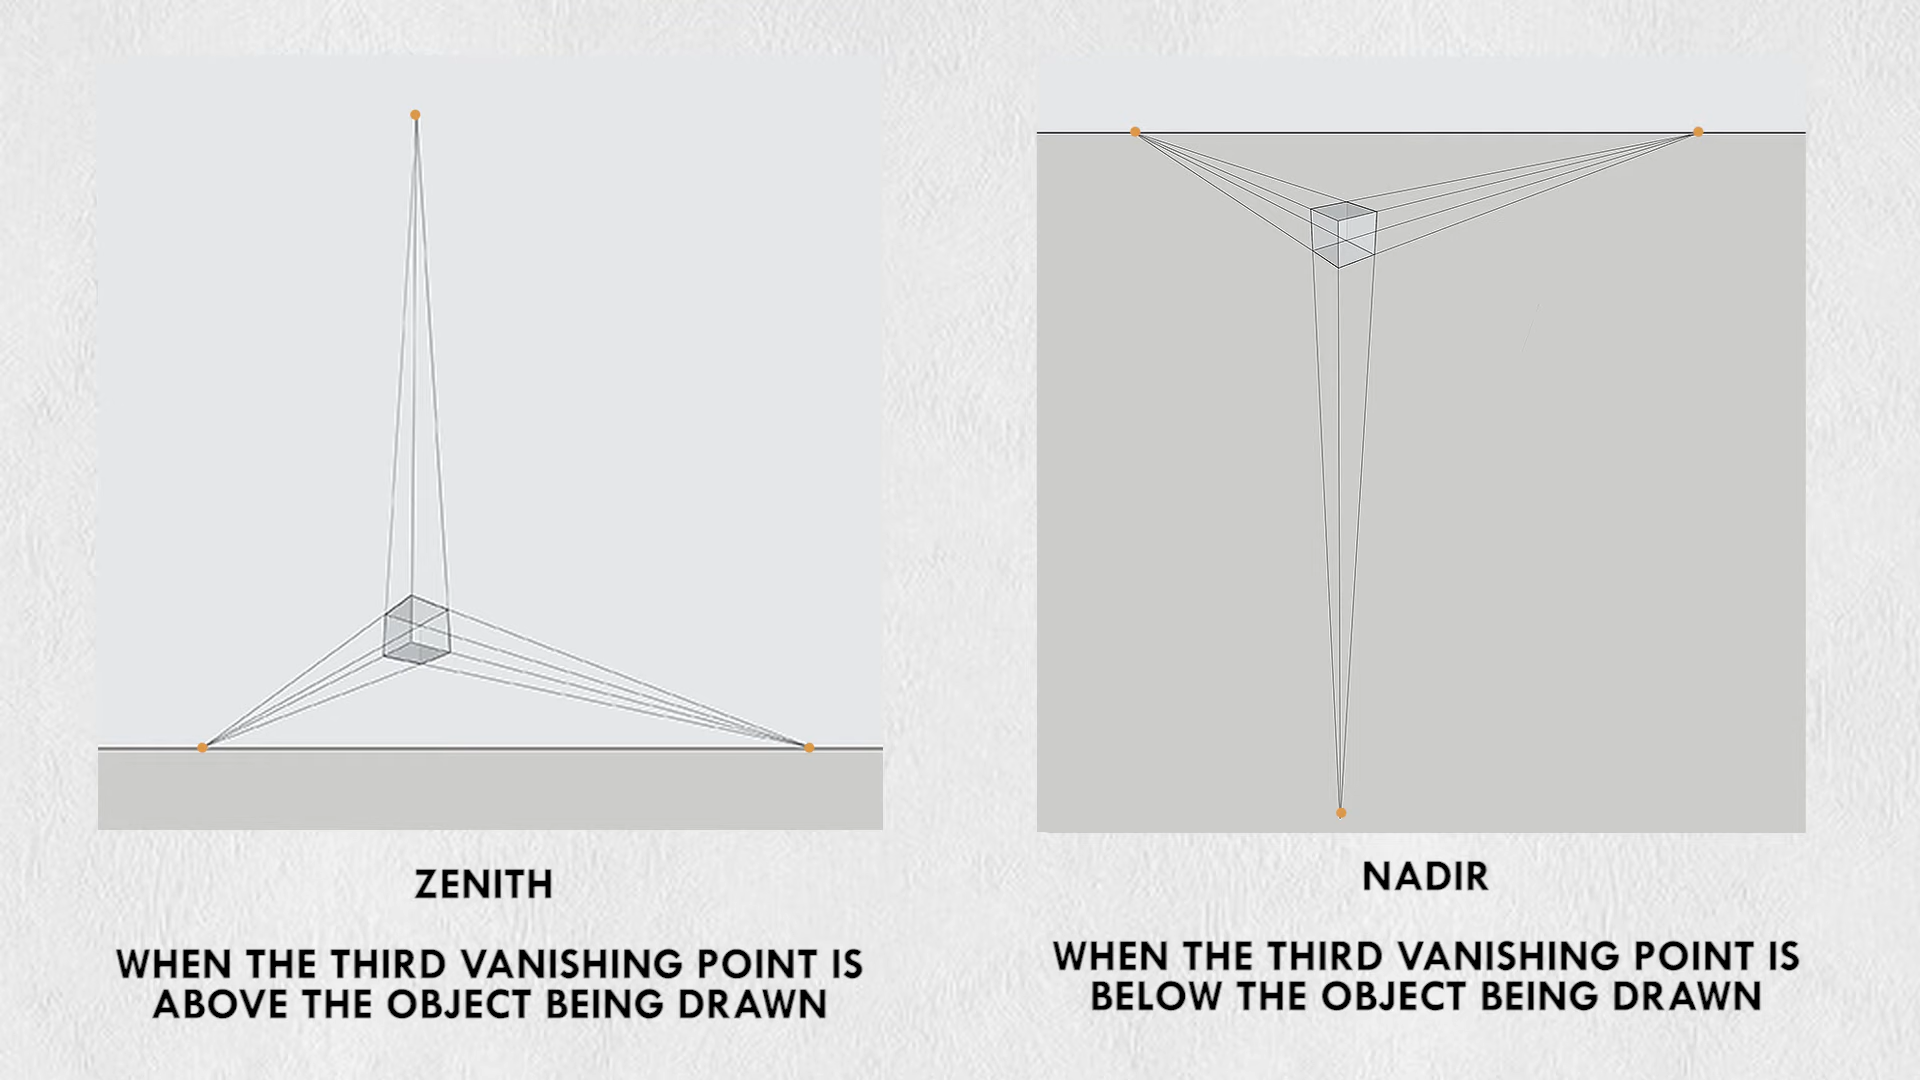 ZENITH
WHEN THE THIRD VANISHING POINT IS
ABOVE THE OBJECT BEING DRAWN
NADIR
WHEN THE THIRD VANISHING POINT IS
BELOW THE OBJECT BEING DRAWN